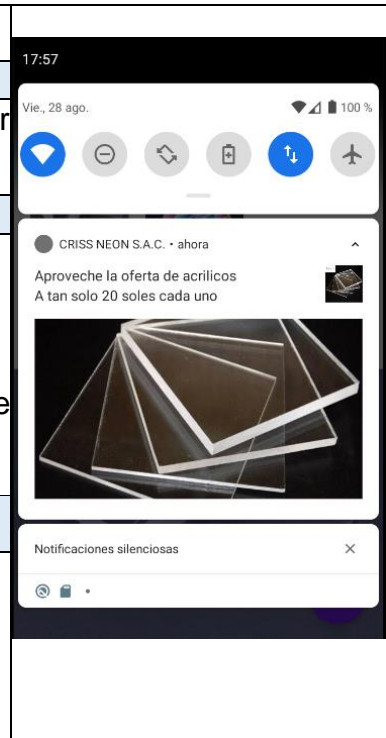 17:57
Vie., 28 ago.
100 %
CRISS NEON S.A.C. • ahora
Aproveche la oferta de acrilicos
A tan solo 20 soles cada uno
Notificaciones silenciosas